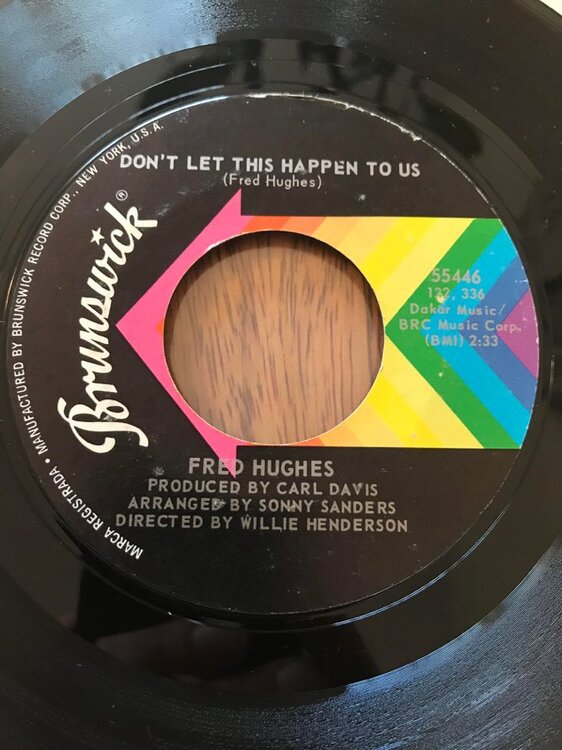 DON'T LET THIS HAPPEN TO US
(Fred Hughes)
Brunswick®
55446
122, 336
Dakar Music/
BRC Music Corp.
(BMI) 2:33
FRED HUGHES
PRODUCED BY CARL DAVIS
ARRANGED BY SONNY SANDERS
DIRECTED BY WILLIE HENDERSON
MARCA REGISTRADA • MANUFACTURED BY BRUNSWICK RECORD CORP., NEW YORK, U.S.A.